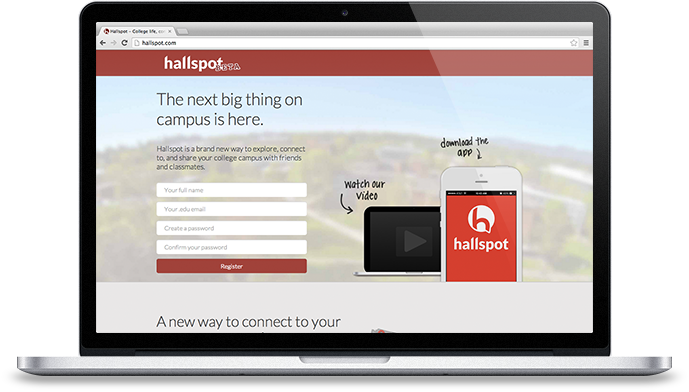 Hallspot - College life, eas
hallspot.com
hallspot
BETA
The next big thing on
campus is here.
Hallspot is a brand new way to explore, connect
to, and share your college campus with friends
and classmates.
Your full name
Your .edu email
Create a password
Confirm your password
Register
Watch our
video
download the
app
hallspot
A new way to connect to your